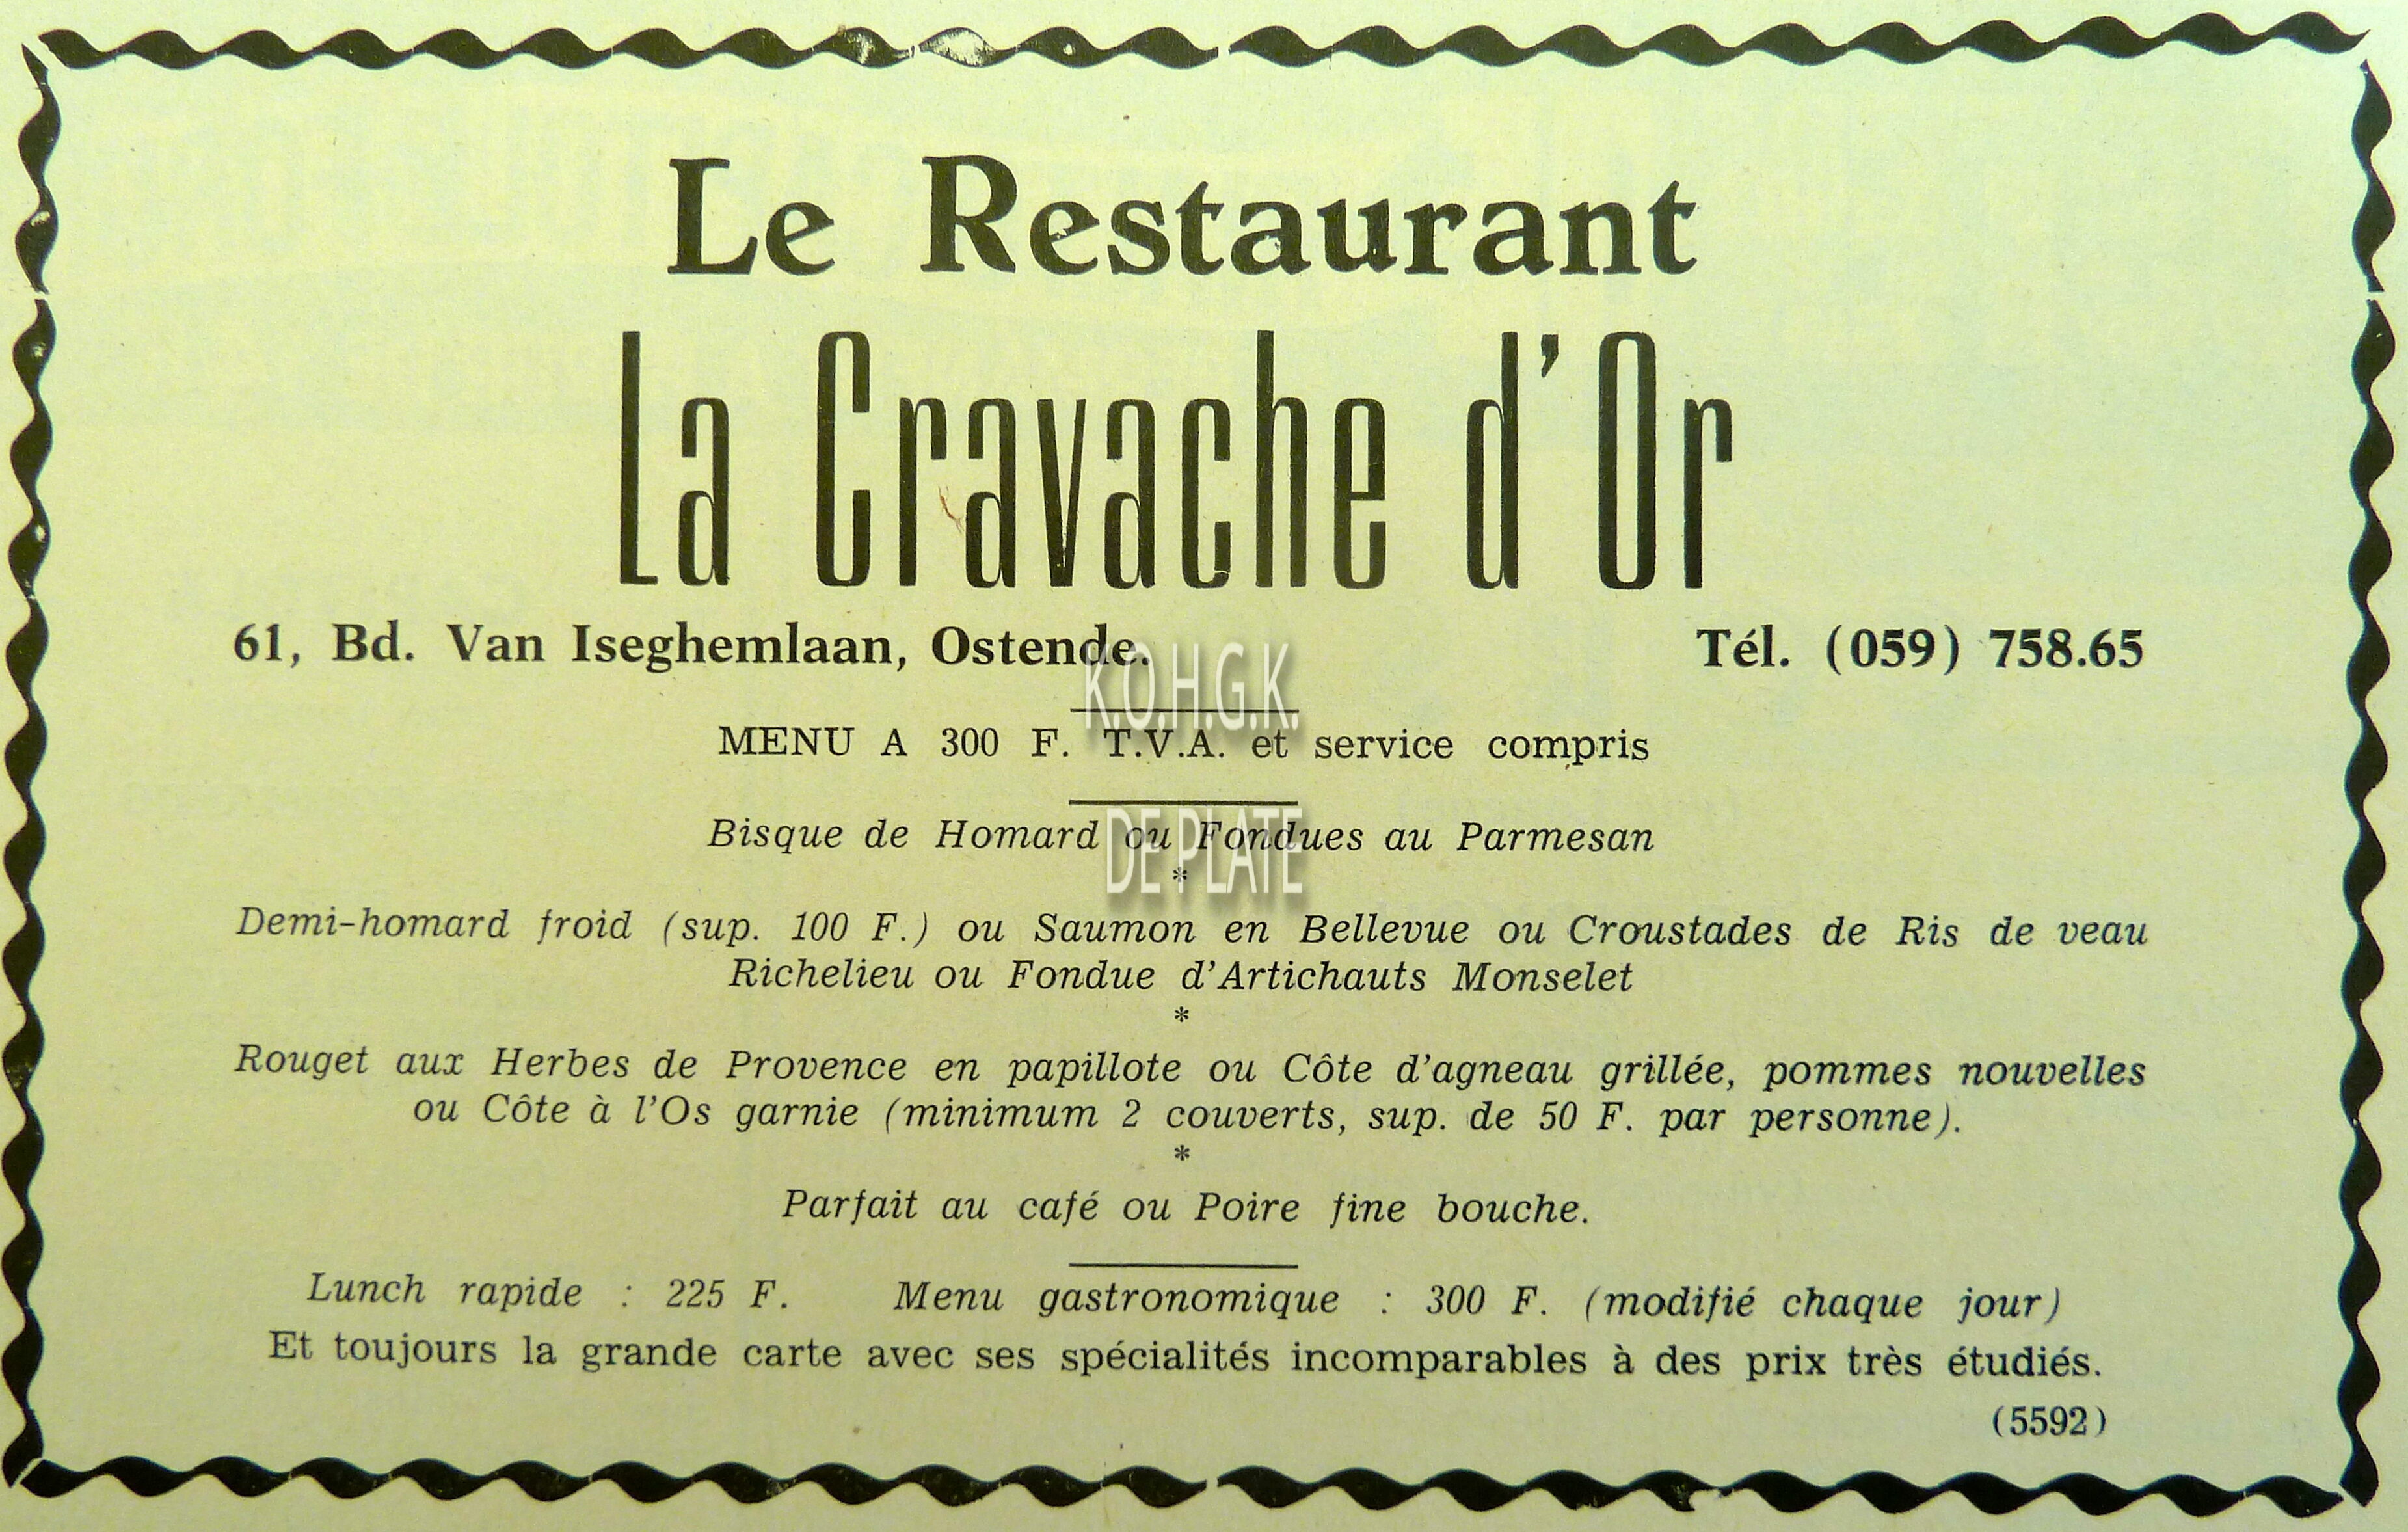 Le Restaurant
La Cravache d'Or
61, Bd. Van Iseghemlaan, Ostende. Tél. (059) 758.65
K.O.H.G.K.
MENU A 300 F. T.V.A. et service compris
DE PLATE
Bisque de Homard ou Fondues au Parmesan
*
Demi-homard froid (sup. 100 F.) ou Saumon en Bellevue ou Croustades de Ris de veau
Richelieu ou Fondue d'Artichauts Monselet
*
Rouget aux Herbes de Provence en papillote ou Côte d'agneau grillée, pommes nouvelles
ou Côte à l'Os garnie (minimum 2 couverts, sup. de 50 F. par personne).
*
Parfait au café ou Poire fine bouche.
Lunch rapide : 225 F. Menu gastronomique : 300 F. (modifié chaque jour)
Et toujours la grande carte avec ses spécialités incomparables à des prix très étudiés.
(5592)